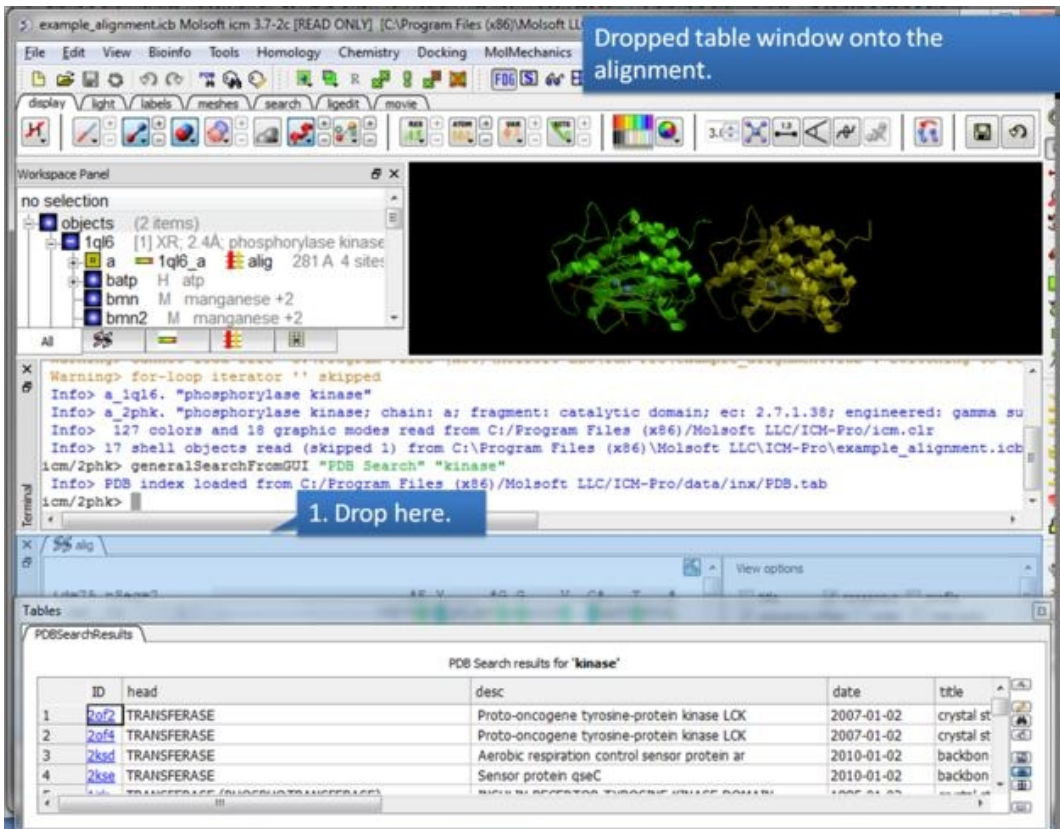 example_alignment.icb Molsoft icm 3.7-2c [READ ONLY] [C:\Program Files (x86)\Molsoft LL
Dropped table window onto the
alignment.
File Edit View Bioinfo Tools Homology Chemistry Docking MolMechanics
display light labels meshes search ligedit movie
Workspace Panel
no selection
objects (2 items)
1ql6 [1] XR; 2.4Å; phosphorylase kinase
a 1ql6_a alig 281 A 4 sites
batp H atp
bmn M manganese +2
bmn2 M manganese +2
All
Warning> for-loop iterator '' skipped
Info> a_1ql6. "phosphorylase kinase"
Info> a_2phk. "phosphorylase kinase; chain: a; fragment: catalytic domain; ec: 2.7.1.38; engineered: gamma su
Info> 127 colors and 18 graphic modes read from C:/Program Files (x86)/Molsoft LLC/ICM-Pro/icm.clr
Info> 17 shell objects read (skipped 1) from C:\Program Files (x86)\Molsoft LLC\ICM-Pro\example_alignment.icb
icm/2phk> generalSearchFromGUI "PDB Search" "kinase"
Info> PDB index loaded from C:/Program Files (x86)/Molsoft LLC/ICM-Pro/data/inx/PDB.tab
icm/2phk>
Terminal
1. Drop here.
alig
View options
Tables
PDBSearchResults
PDB Search results for 'kinase'
ID head desc date title
1 2of2 TRANSFERASE Proto-oncogene tyrosine-protein kinase LCK 2007-01-02 crystal st
2 2of4 TRANSFERASE Proto-oncogene tyrosine-protein kinase LCK 2007-01-02 crystal st
3 2ksd TRANSFERASE Aerobic respiration control sensor protein ar 2010-01-02 backbon
4 2kse TRANSFERASE Sensor protein qseC 2010-01-02 backbon